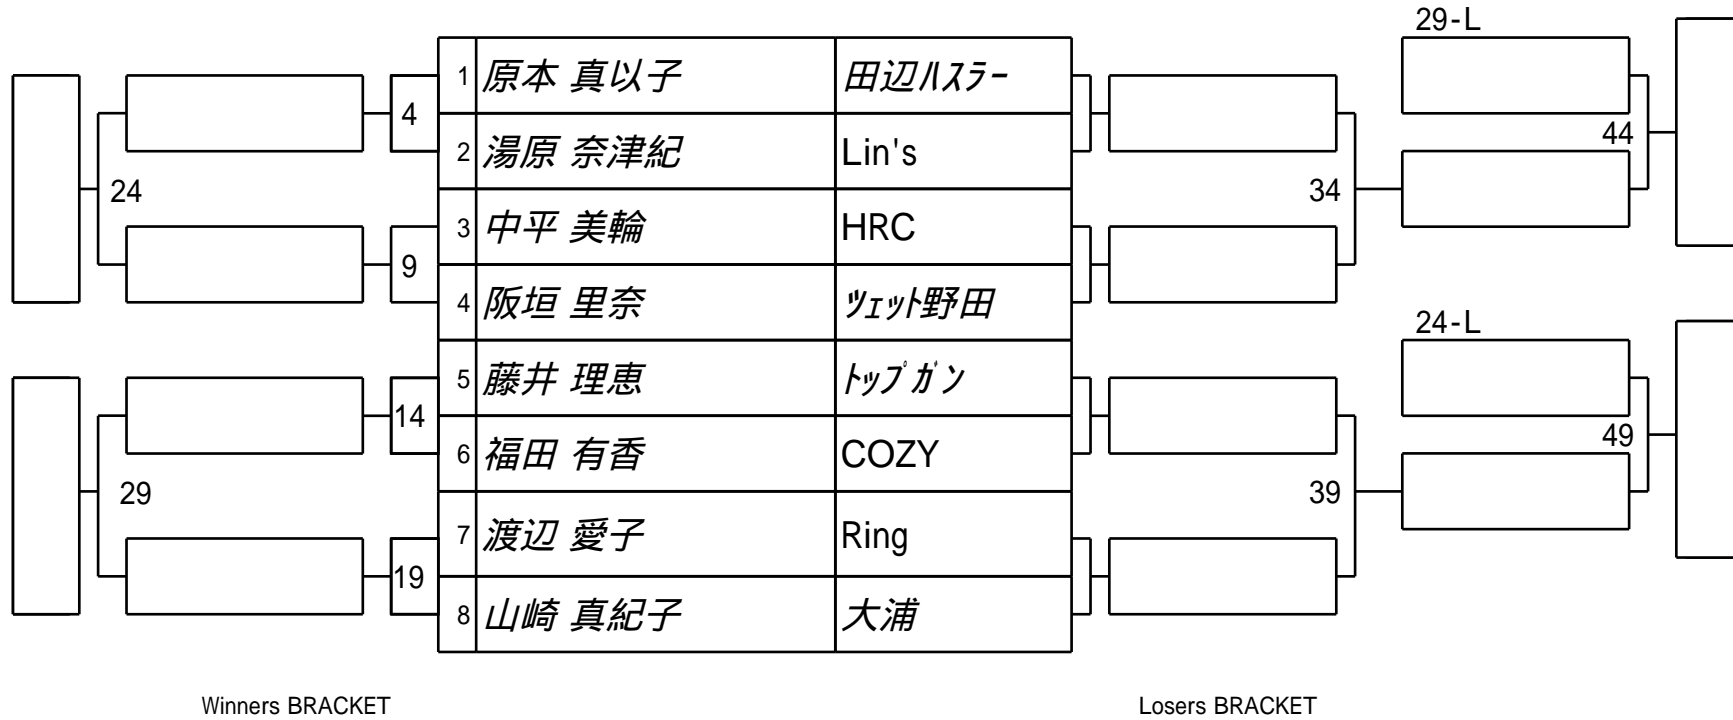 29-L
1 原本 真以子 田辺ﾊｽﾗｰ
4
2 湯原 奈津紀 Lin's
44
24
34
3 中平 美輪 HRC
9
4 阪垣 里奈 ﾂｪｯﾄ野田
24-L
5 藤井 理恵 ﾄｯﾌﾟｶﾞﾝ
14
6 福田 有香 COZY
49
29
39
7 渡辺 愛子 Ring
19
8 山崎 真紀子 大浦
Winners BRACKET
Losers BRACKET